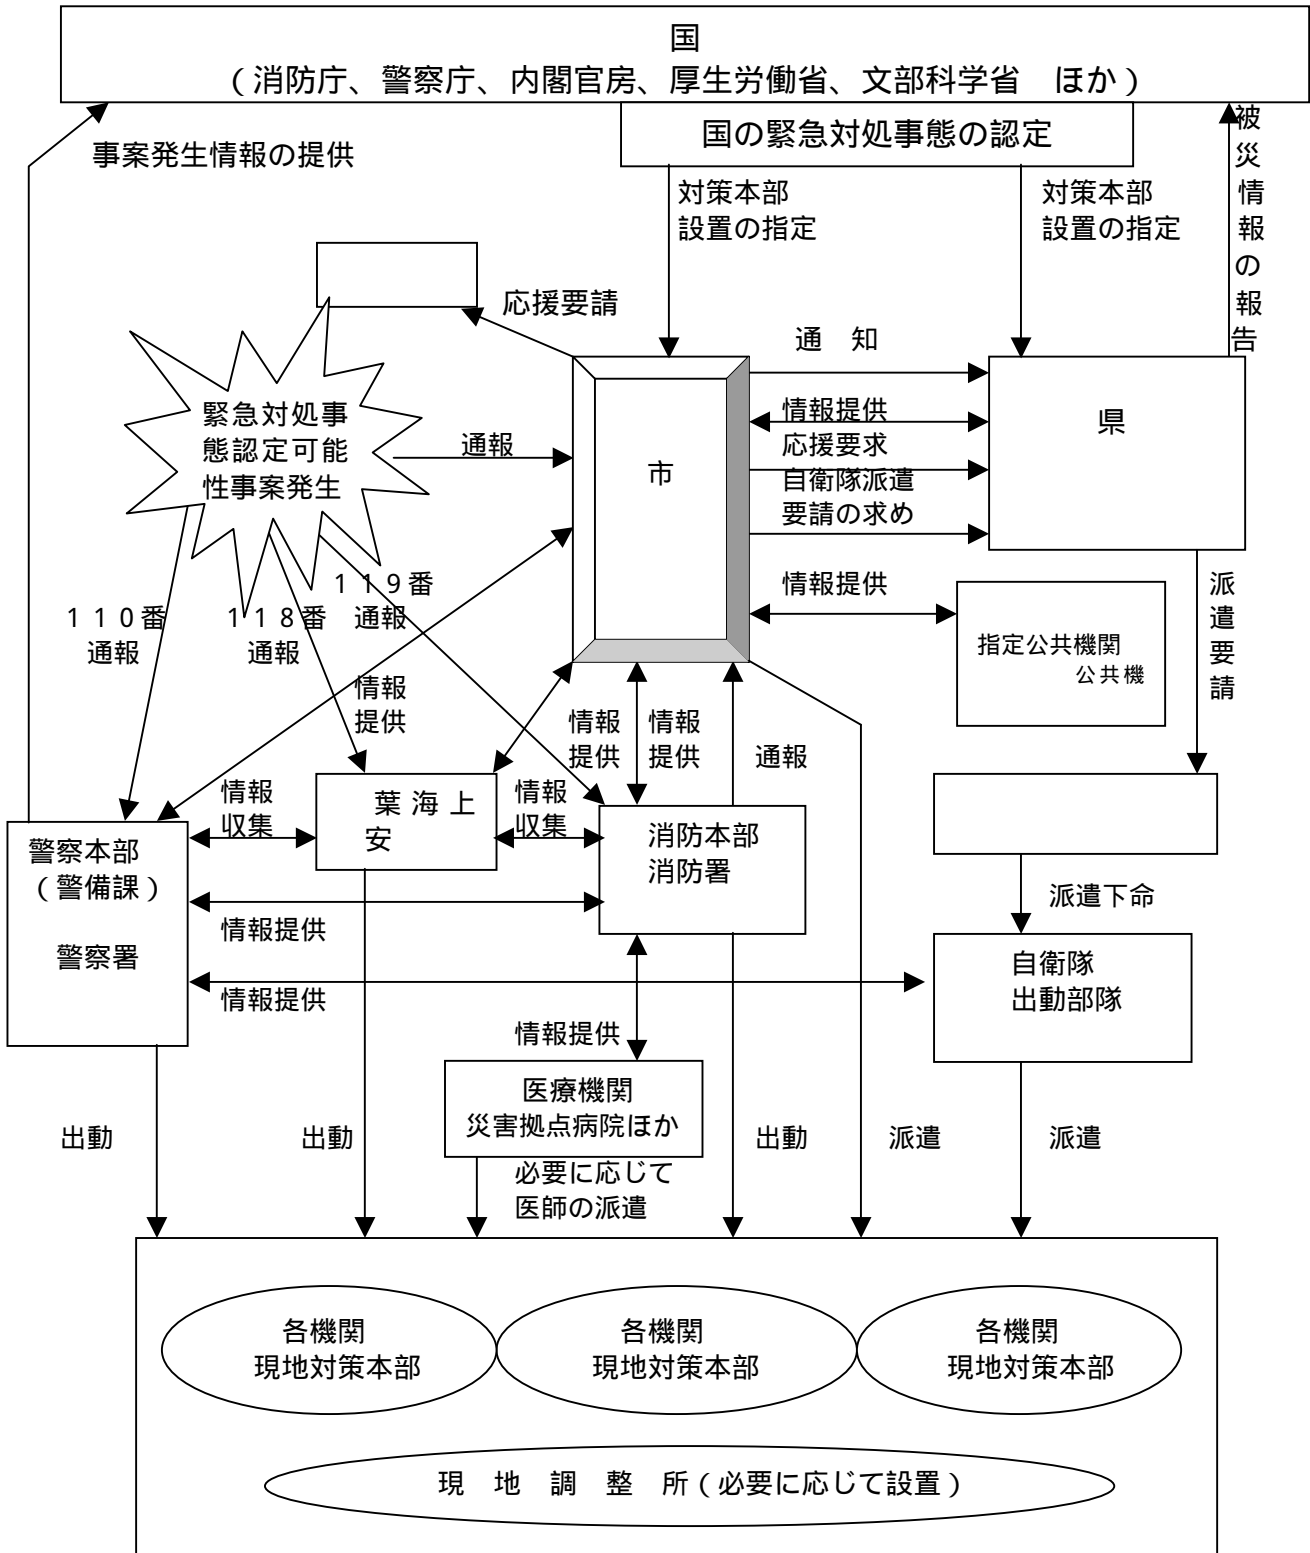 国
（消防庁、警察庁、内閣官房、厚生労働省、文部科学省　ほか）
国の緊急対処事態の認定
事案発生情報の提供
対策本部
設置の指定
対策本部
設置の指定
被災情報の報告
応援要請
通　知
緊急対処事
態認定可能
性事案発生
通報
市
情報提供
応援要求
自衛隊派遣
要請の求め
県
１１０番
通報
１１８番
通報
１１９番
通報
情報提供
指定公共機関
公共機
派遣要請
情報
提供
情報
提供
情報
提供
通報
情報
収集
葉海上
安
情報
収集
消防本部
消防署
警察本部
（警備課）
警察署
情報提供
情報提供
派遣下命
自衛隊
出動部隊
情報提供
医療機関
災害拠点病院ほか
出動
出動
必要に応じて
医師の派遣
出動
派遣
派遣
各機関
現地対策本部
各機関
現地対策本部
各機関
現地対策本部
現　地　調　整　所（必要に応じて設置）